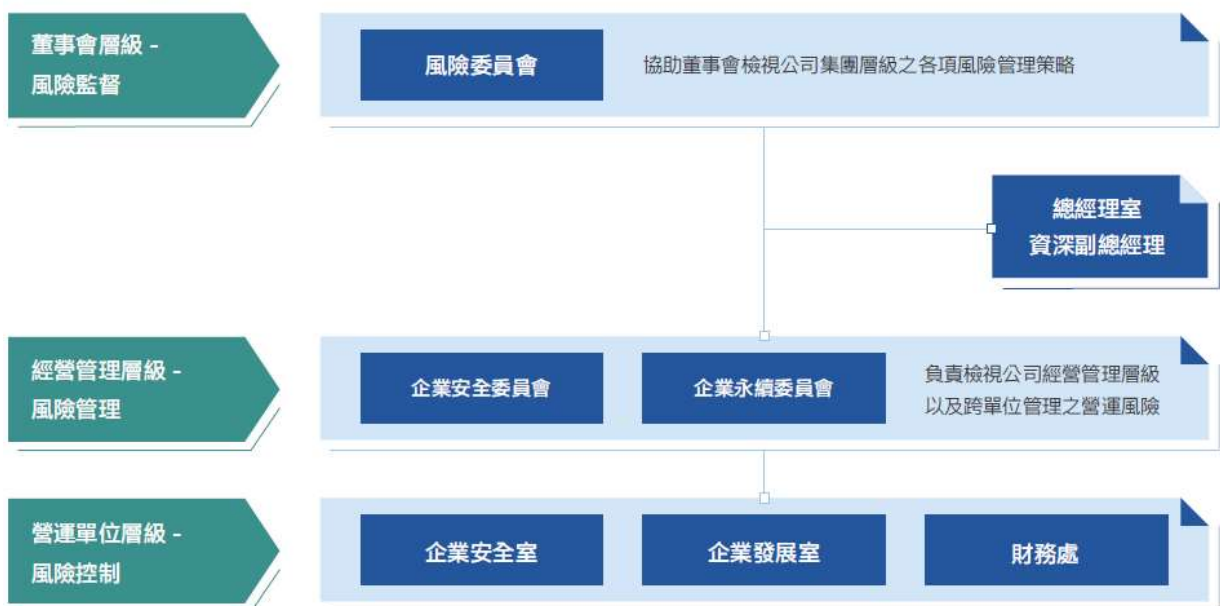 董事會層級 -
風險監督
風險委員會
協助董事會檢視公司集團層級之各項風險管理策略
總經理室
資深副總經理
經營管理層級 -
風險管理
企業安全委員會
企業永續委員會
負責檢視公司經營管理層級
以及跨單位管理之營運風險
營運單位層級 -
風險控制
企業安全室
企業發展室
財務處